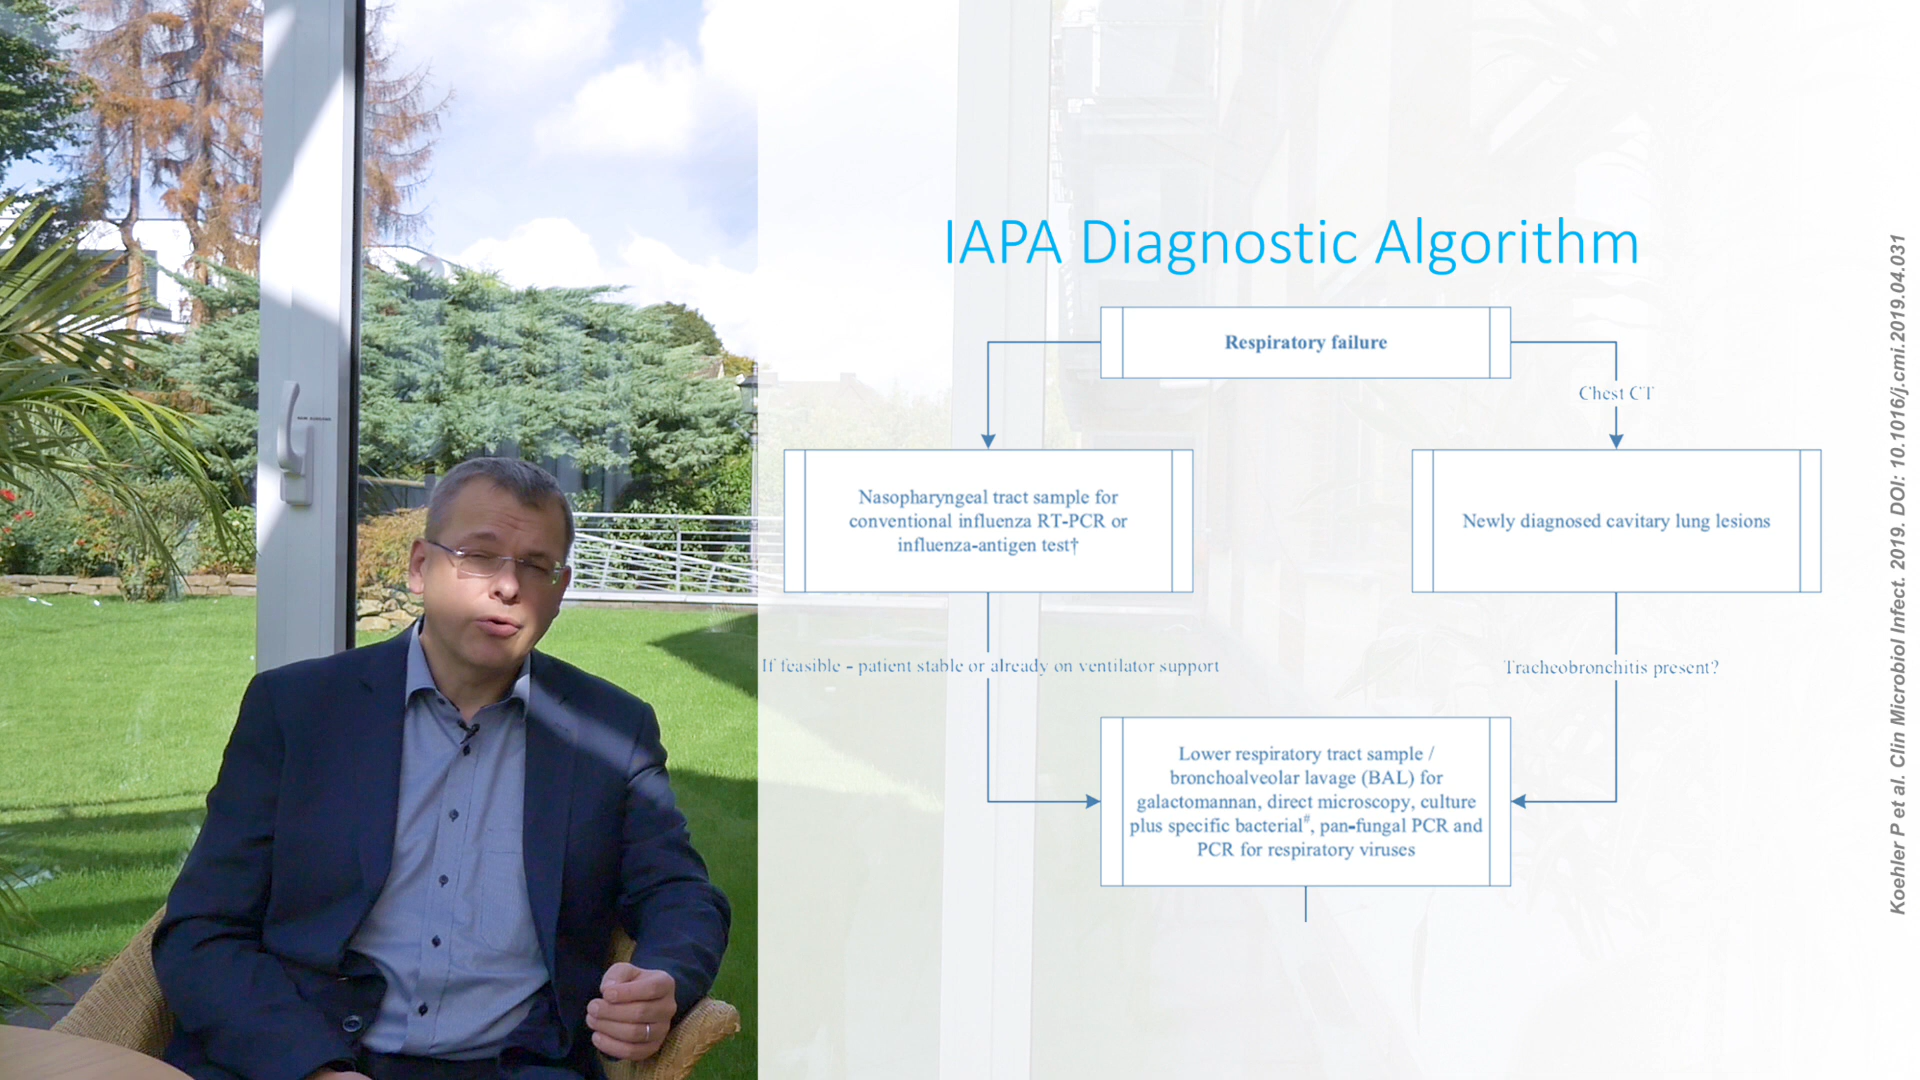 IAPA Diagnostic Algorithm
Respiratory failure
Chest CT
Nasopharyngeal tract sample for
conventional influenza RT-PCR or
influenza-antigen test†
Newly diagnosed cavitary lung lesions
If feasible - patient stable or already on ventilator support
Tracheobronchitis present?
Lower respiratory tract sample /
bronchoalveolar lavage (BAL) for
galactomannan, direct microscopy, culture
plus specific bacterial#, pan-fungal PCR and
PCR for respiratory viruses
Koehler P et al. Clin Microbiol Infect. 2019. DOI: 10.1016/j.cmi.2019.04.031